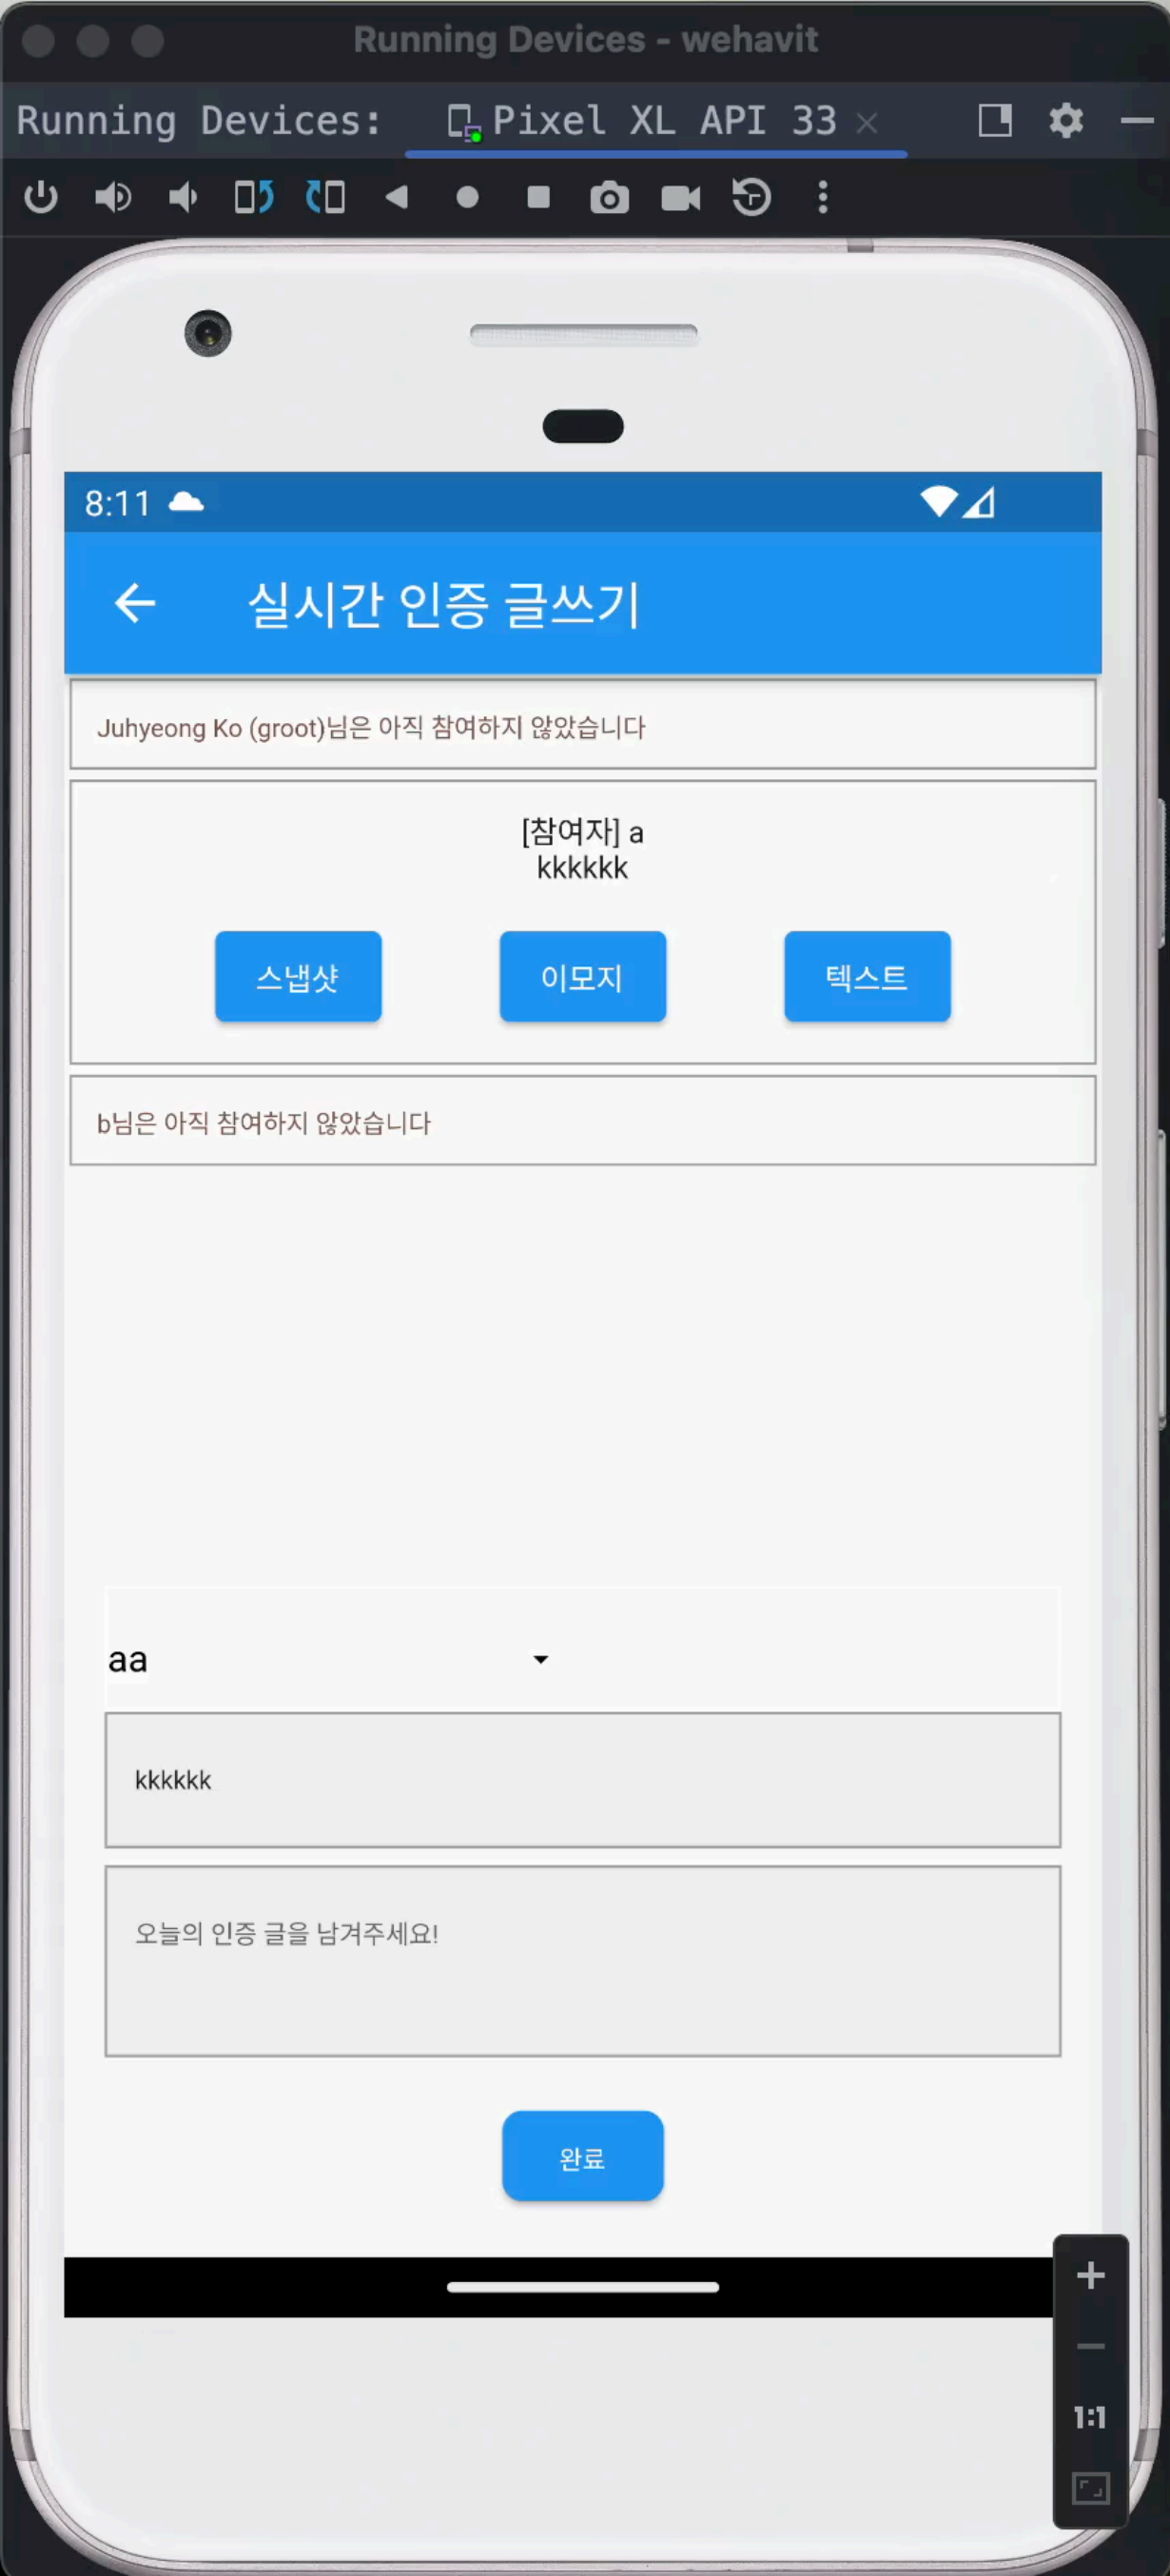 Running Devices - wehavit
Running Devices: Pixel XL API 33
8:11
실시간 인증 글쓰기
Juhyeong Ko (groot)님은 아직 참여하지 않았습니다
[참여자] a
kkkkkk
스냅샷 이모지 텍스트
b님은 아직 참여하지 않았습니다
aa
kkkkkk
오늘의 인증 글을 남겨주세요!
완료
1:1